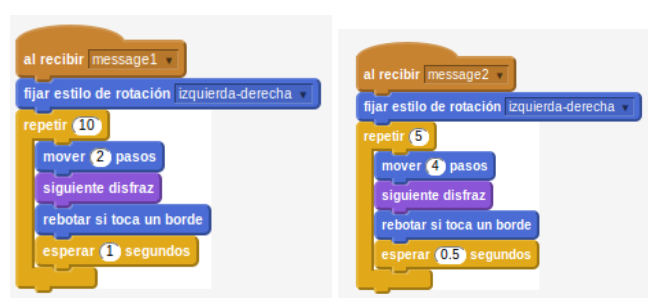 al recibir message1
fijar estilo de rotación izquierda-derecha
repetir 10
mover 2 pasos
siguiente disfraz
rebotar si toca un borde
esperar 1 segundos
al recibir message2
fijar estilo de rotación izquierda-derecha
repetir 5
mover 4 pasos
siguiente disfraz
rebotar si toca un borde
esperar 0.5 segundos